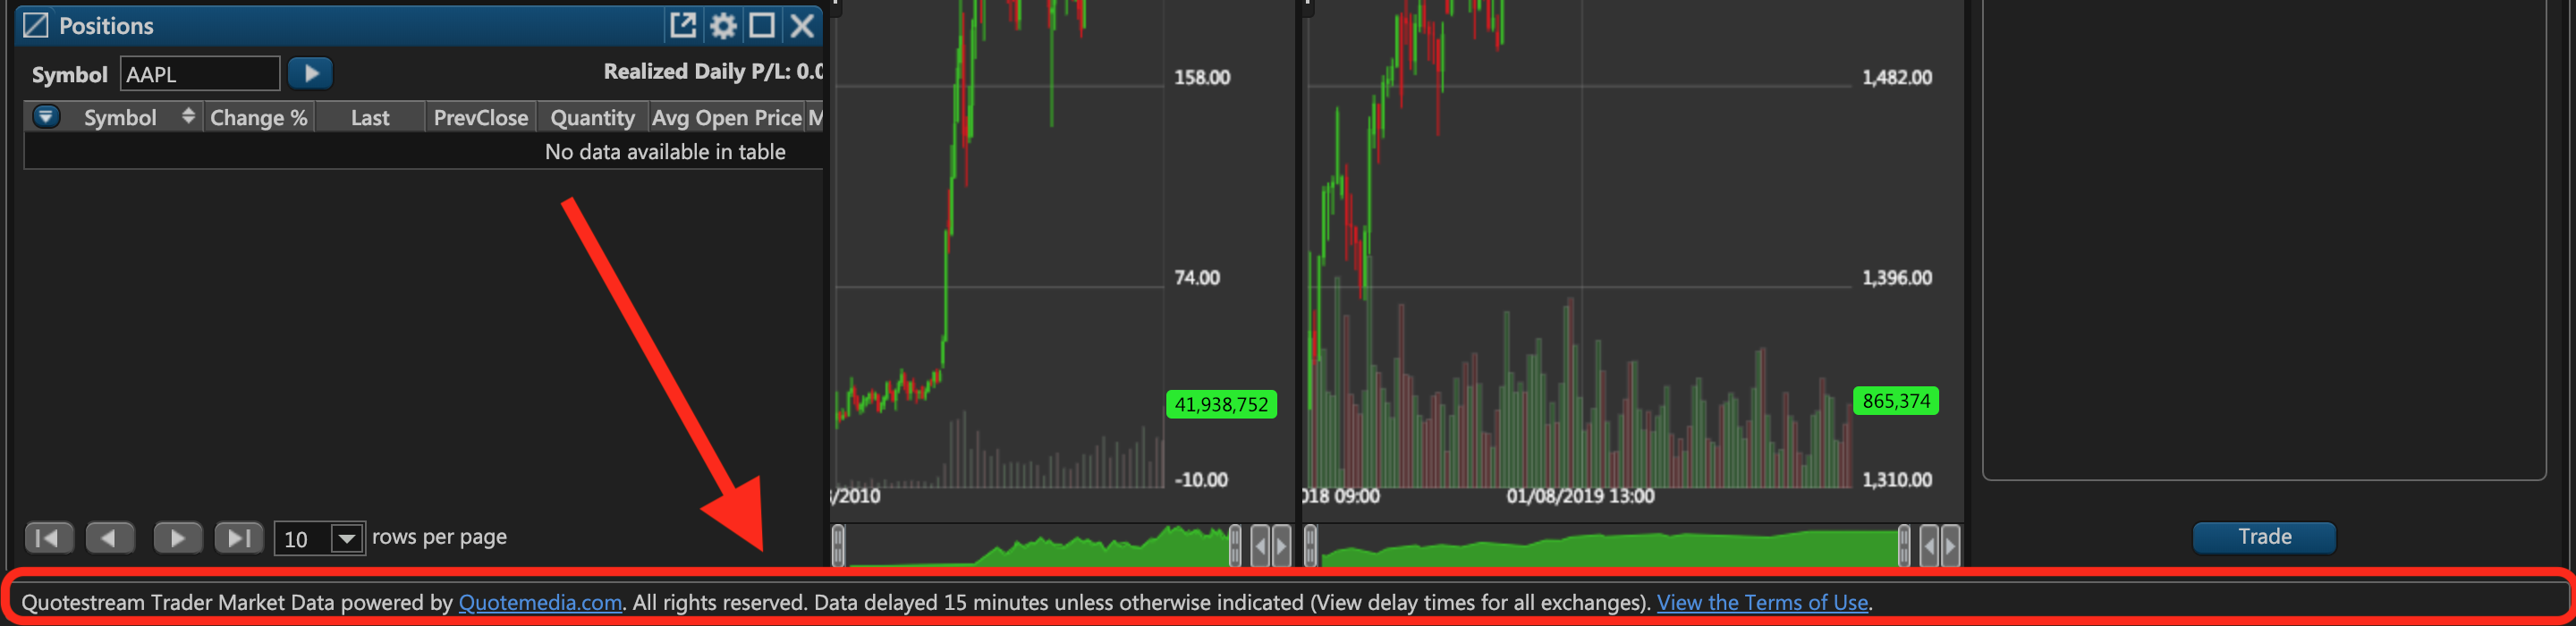 Positions
Symbol AAPL Realized Daily P/L: 0.0
Symbol Change % Last PrevClose Quantity Avg Open Price M
No data available in table
10 rows per page
158.00
74.00
41,938,752
-10.00
/2010
1,482.00
1,396.00
865,374
1,310.00
018 09:00 01/08/2019 13:00
Trade
Quotestream Trader Market Data powered by Quotemedia.com. All rights reserved. Data delayed 15 minutes unless otherwise indicated (View delay times for all exchanges). View the Terms of Use.